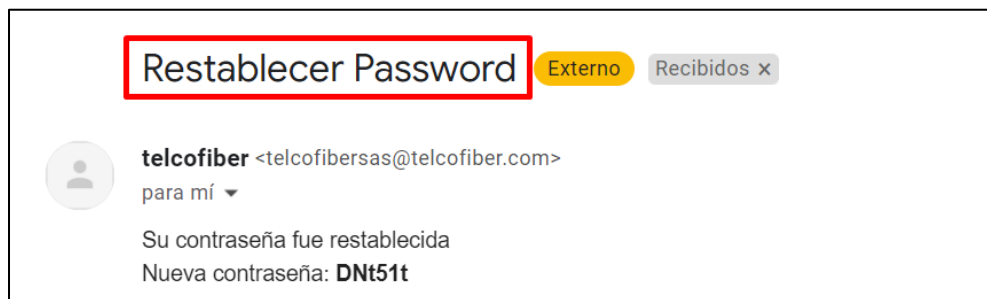 Restablecer Password Externo Recibidos x
telcofiber <telcofibersas@telcofiber.com>
para mí
Su contraseña fue restablecida
Nueva contraseña: DNt51t